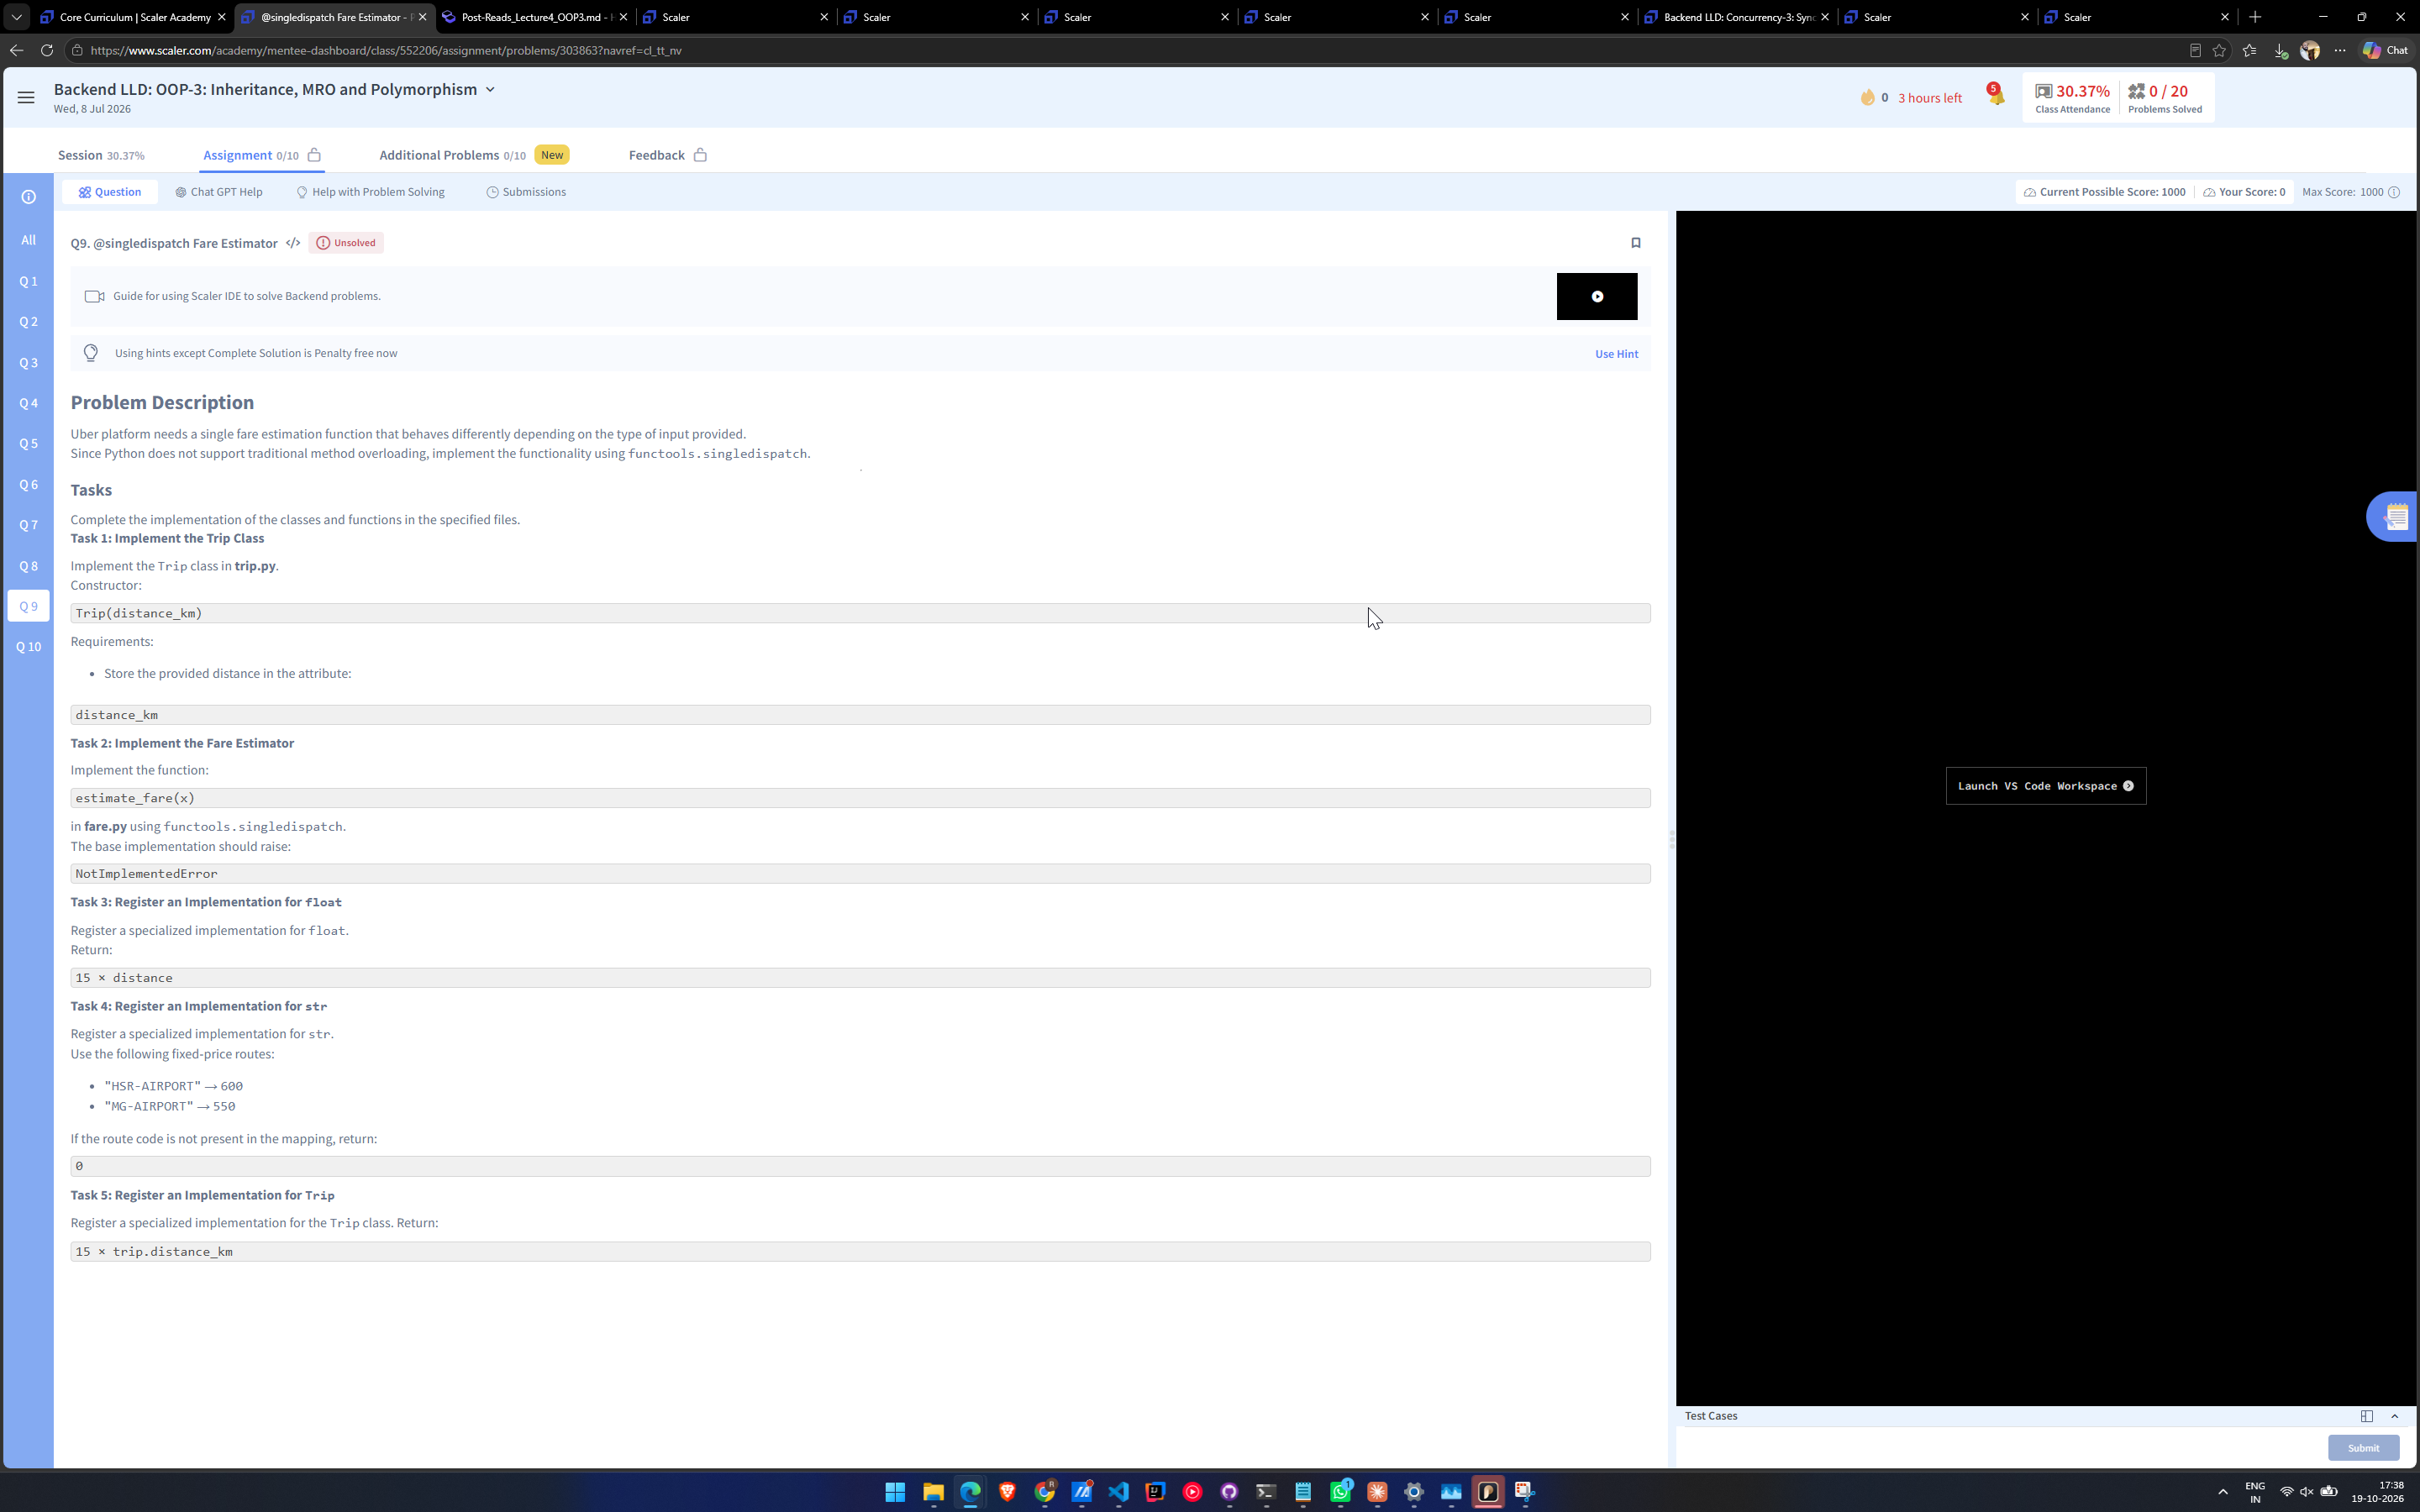 Core Curriculum | Scaler Academy
@singledispatch Fare Estimator -
Post-Reads_Lecture4_OOP3.md -
Scaler
Scaler
Scaler
Scaler
Scaler
Backend LLD: Concurrency-3: Sync
Scaler
Scaler
https://www.scaler.com/academy/mentee-dashboard/class/552206/assignment/problems/303863?navref=cl_tt_nv
Chat
Backend LLD: OOP-3: Inheritance, MRO and Polymorphism
Wed, 8 Jul 2026
0 3 hours left
5
30.37%
Class Attendance
0 / 20
Problems Solved
Session 30.37%
Assignment 0/10
Additional Problems 0/10 New
Feedback
Question
Chat GPT Help
Help with Problem Solving
Submissions
Current Possible Score: 1000
Your Score: 0
Max Score: 1000
All
Q 1
Q 2
Q 3
Q 4
Q 5
Q 6
Q 7
Q 8
Q 9
Q 10
Q9. @singledispatch Fare Estimator </> Unsolved
Guide for using Scaler IDE to solve Backend problems.
Using hints except Complete Solution is Penalty free now
Use Hint
Problem Description
Uber platform needs a single fare estimation function that behaves differently depending on the type of input provided.
Since Python does not support traditional method overloading, implement the functionality using functools.singledispatch.
Tasks
Complete the implementation of the classes and functions in the specified files.
Task 1: Implement the Trip Class
Implement the Trip class in trip.py.
Constructor:
Trip(distance_km)
Requirements:
• Store the provided distance in the attribute:
distance_km
Task 2: Implement the Fare Estimator
Implement the function:
estimate_fare(x)
in fare.py using functools.singledispatch.
The base implementation should raise:
NotImplementedError
Task 3: Register an Implementation for float
Register a specialized implementation for float.
Return:
15 × distance
Task 4: Register an Implementation for str
Register a specialized implementation for str.
Use the following fixed-price routes:
• "HSR-AIRPORT" → 600
• "MG-AIRPORT" → 550
If the route code is not present in the mapping, return:
0
Task 5: Register an Implementation for Trip
Register a specialized implementation for the Trip class. Return:
15 × trip.distance_km
Launch VS Code Workspace
Test Cases
Submit
1
ENG
IN
17:38
19-10-2026